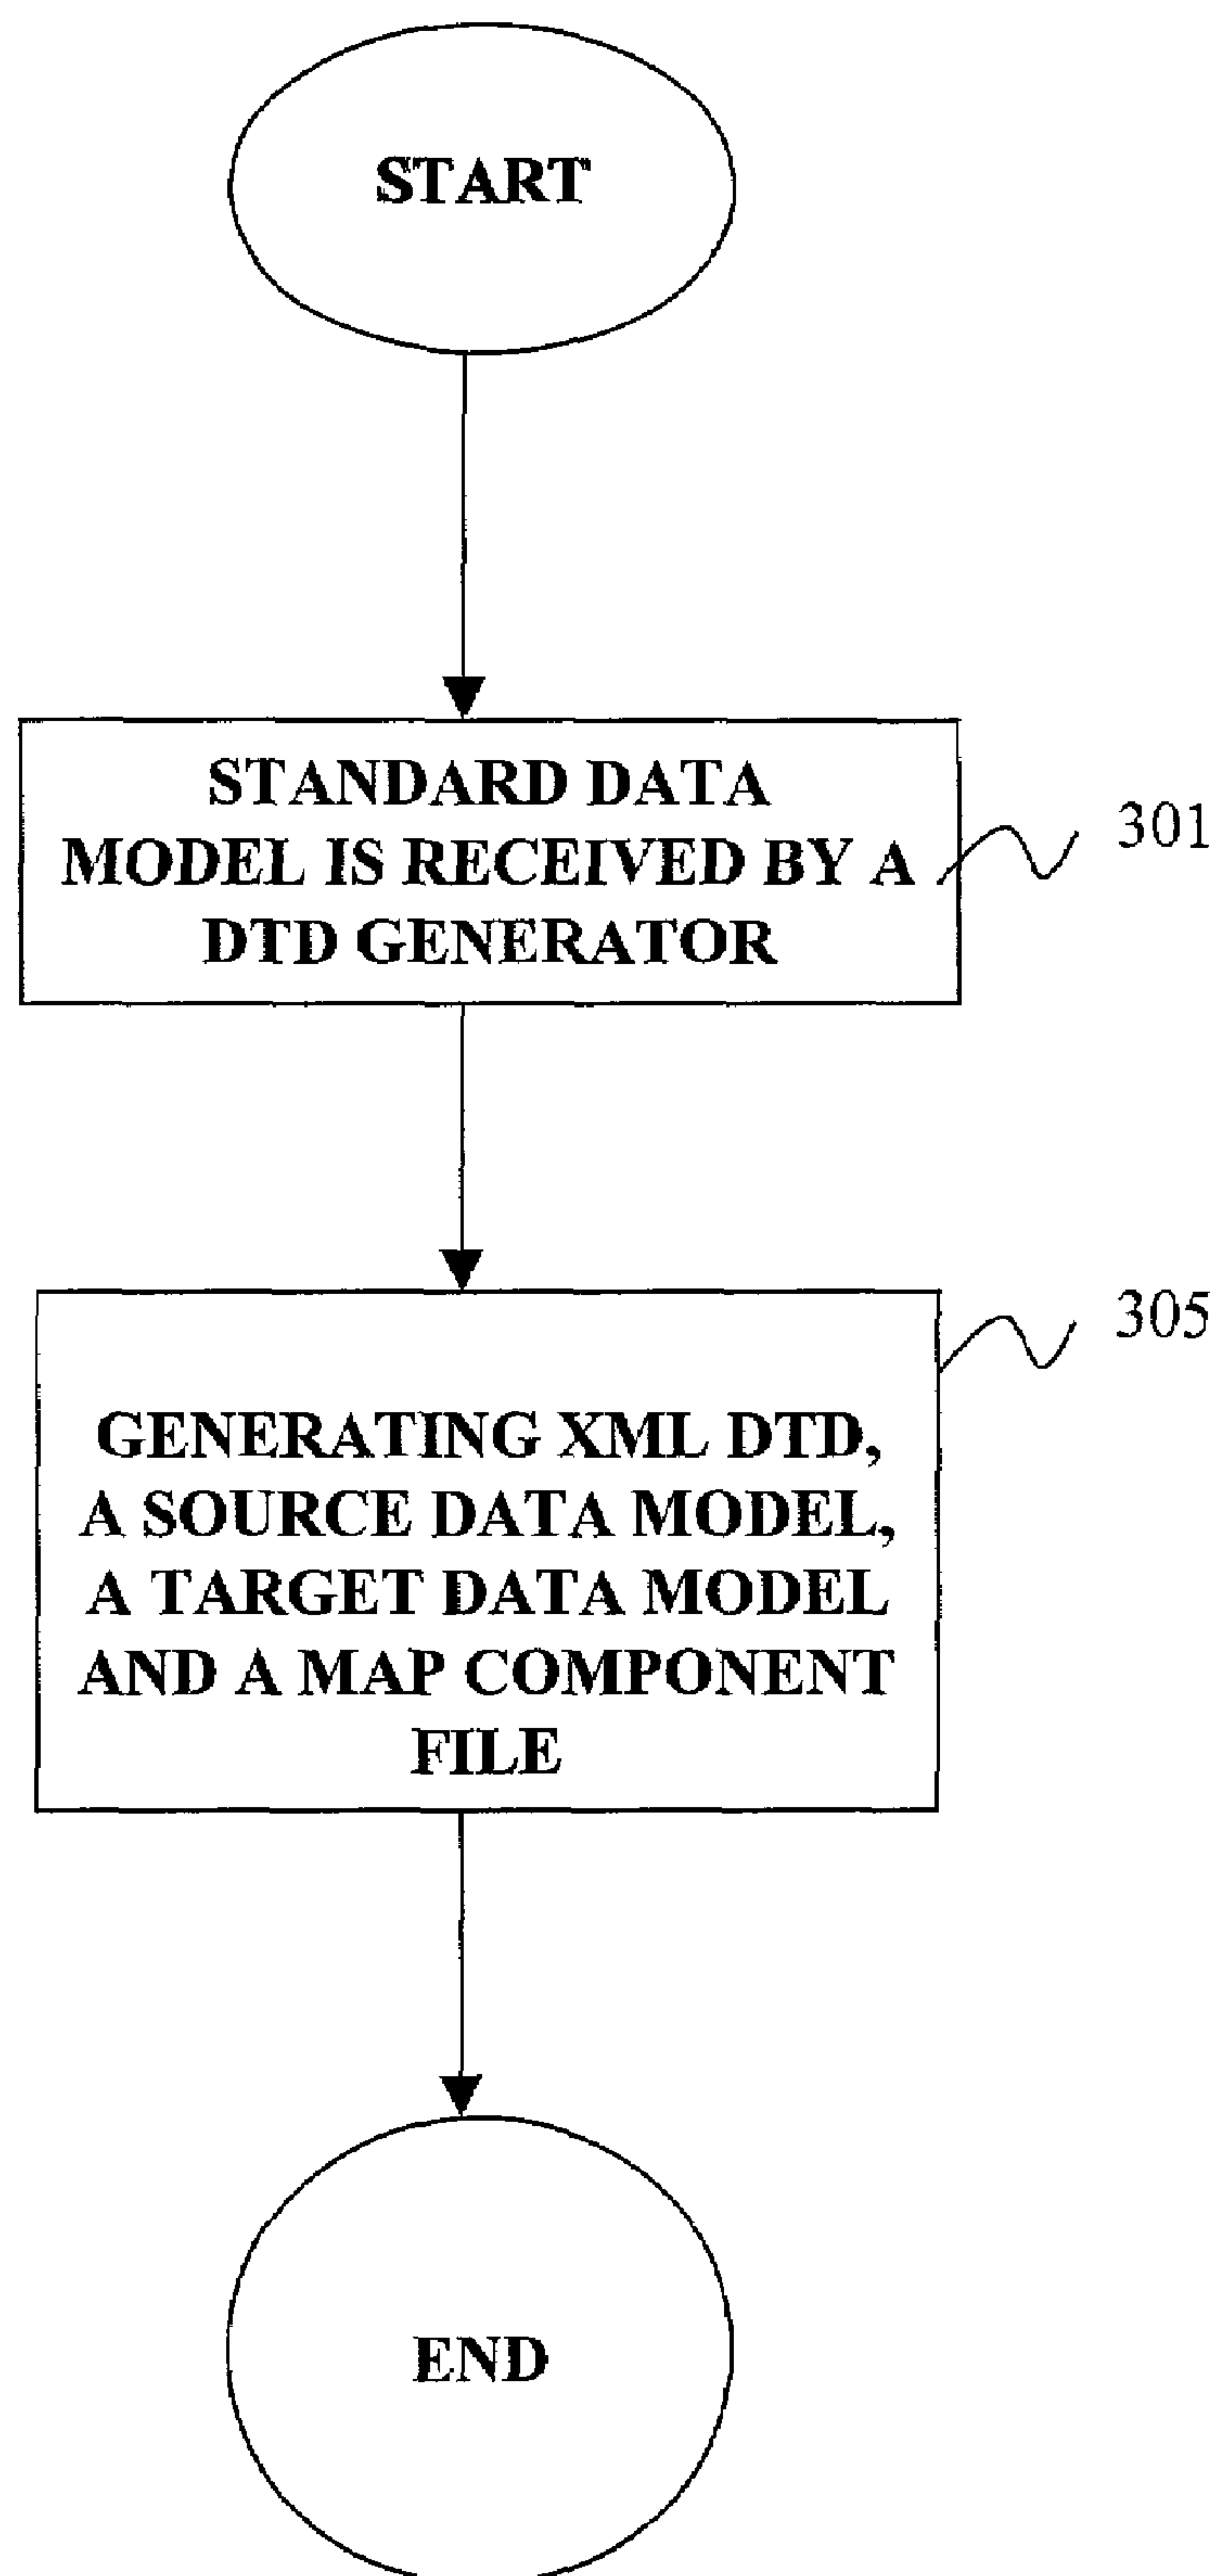 START
STANDARD DATA
MODEL IS RECEIVED BY A
DTD GENERATOR
301
305
GENERATING XML DTD,
A SOURCE DATA MODEL,
A TARGET DATA MODEL
AND A MAP COMPONENT
FILE
END